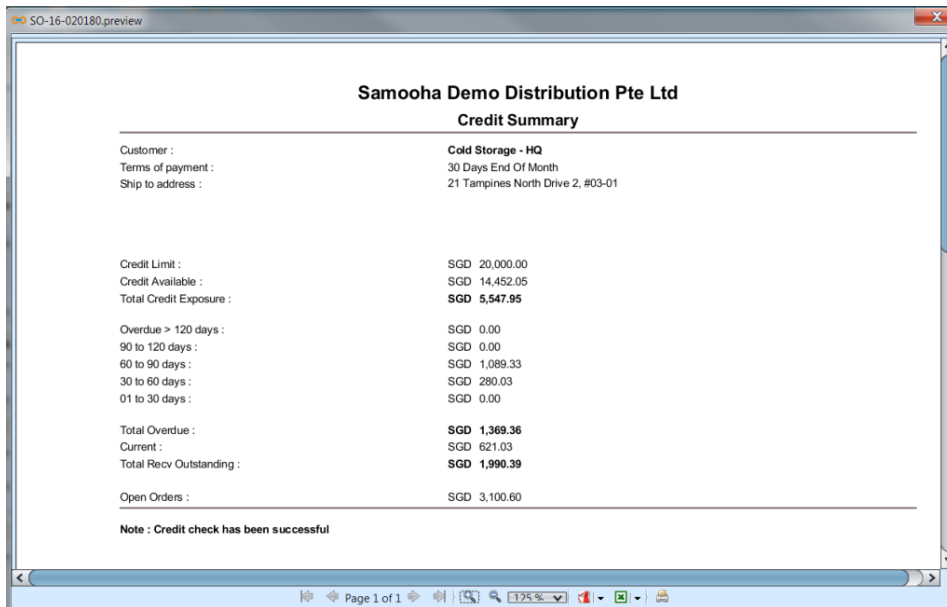 SO-16-020180.preview
Samooha Demo Distribution Pte Ltd
Credit Summary
Customer : Cold Storage - HQ
Terms of payment : 30 Days End Of Month
Ship to address : 21 Tampines North Drive 2, #03-01
Credit Limit : SGD 20,000.00
Credit Available : SGD 14,452.05
Total Credit Exposure : SGD 5,547.95
Overdue > 120 days : SGD 0.00
90 to 120 days : SGD 0.00
60 to 90 days : SGD 1,089.33
30 to 60 days : SGD 280.03
01 to 30 days : SGD 0.00
Total Overdue : SGD 1,369.36
Current : SGD 621.03
Total Recv Outstanding : SGD 1,990.39
Open Orders : SGD 3,100.60
Note : Credit check has been successful
Page 1 of 1 125 %